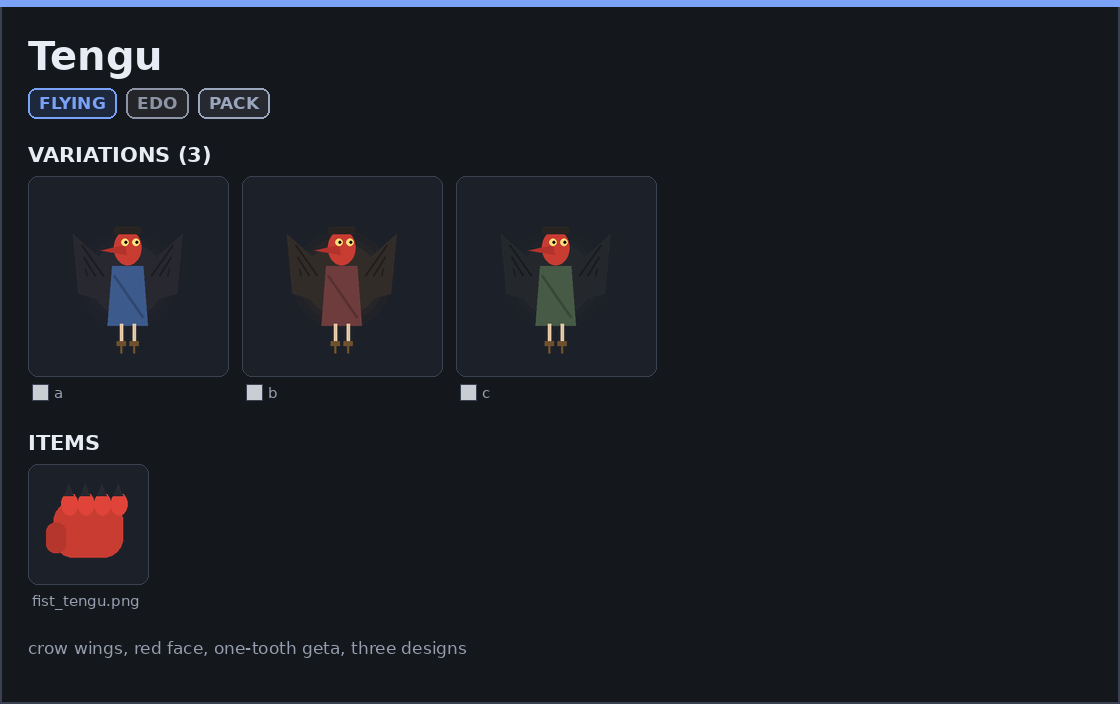 Tengu
FLYING EDO PACK
VARIATIONS (3)
a b c
ITEMS
fist_tengu.png
crow wings, red face, one-tooth geta, three designs